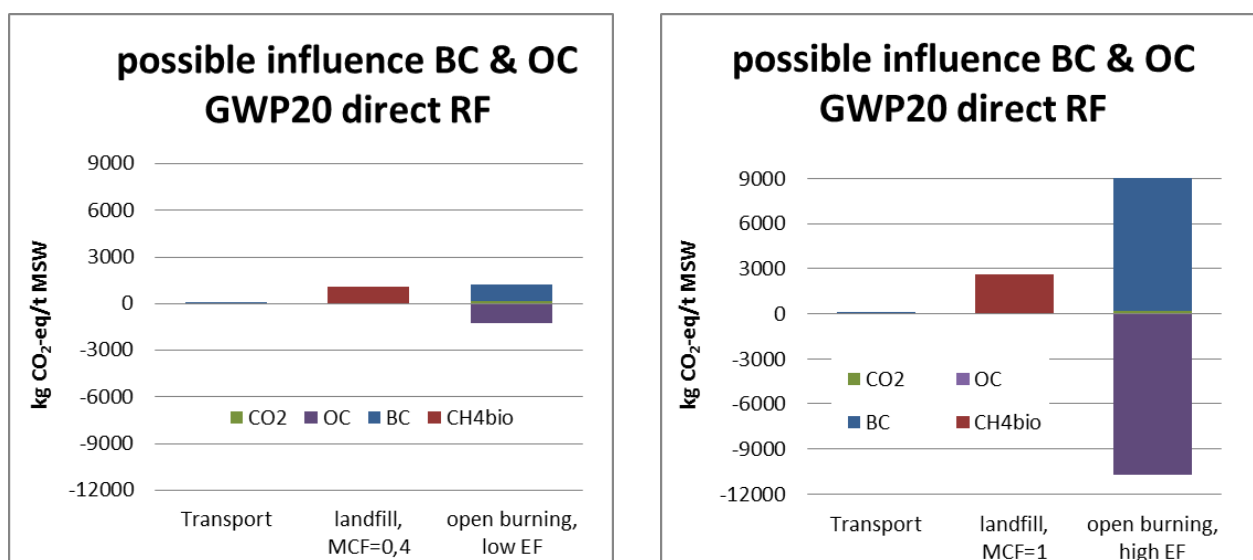 possible influence BC & OC
GWP20 direct RF
kg CO₂-eq/t MSW
9000
6000
3000
0
-3000
-6000
-9000
-12000
CO2 OC BC CH4bio
Transport landfill, open burning,
MCF=0,4 low EF
possible influence BC & OC
GWP20 direct RF
kg CO₂-eq/t MSW
9000
6000
3000
0
-3000
-6000
-9000
-12000
CO2 OC
BC CH4bio
Transport landfill, open burning,
MCF=1 high EF